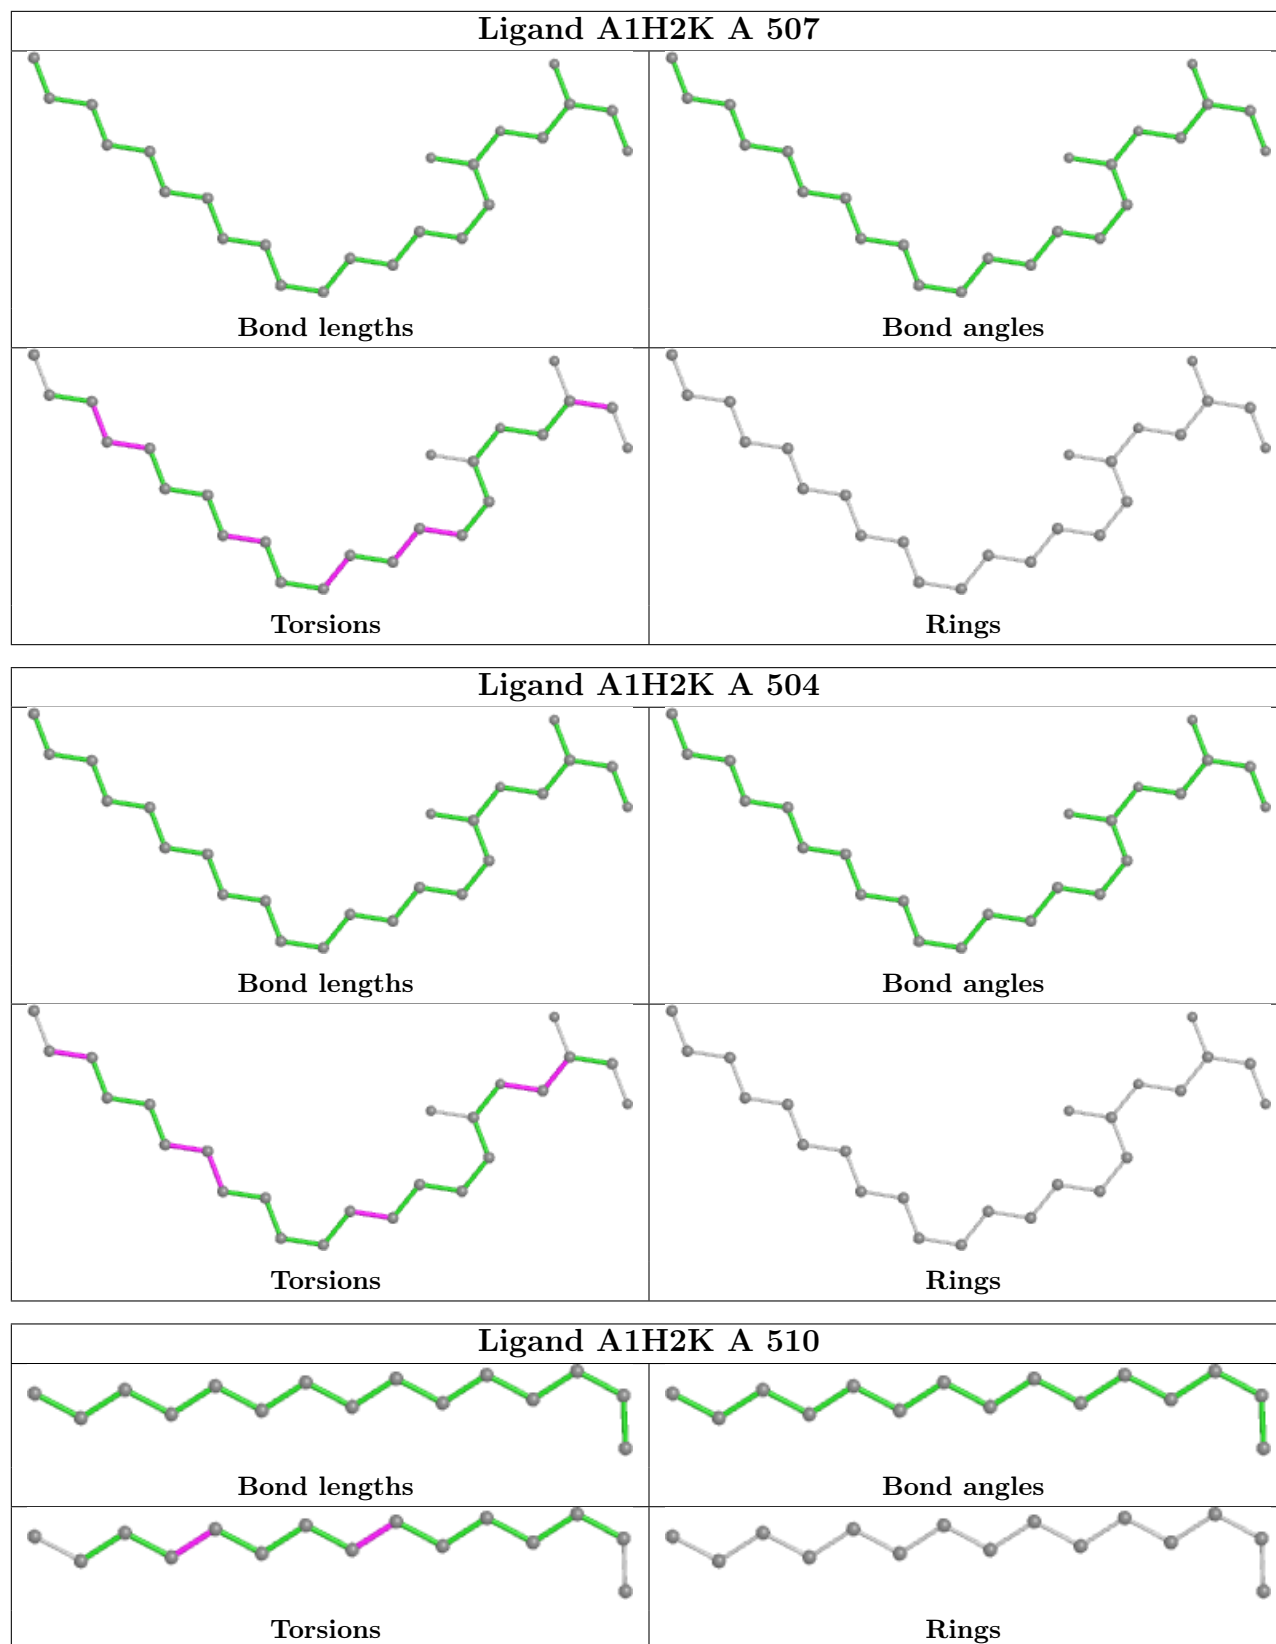 Ligand A1H2K A 507
Bond lengths
Bond angles
Torsions
Rings
Ligand A1H2K A 504
Bond lengths
Bond angles
Torsions
Rings
Ligand A1H2K A 510
Bond lengths
Bond angles
Torsions
Rings